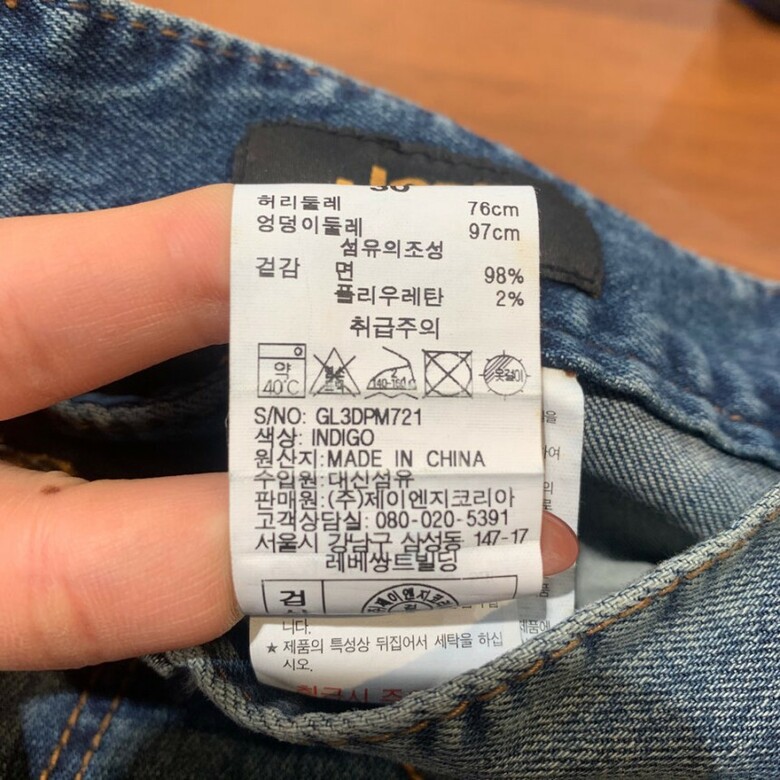 허리둘레 76cm
엉덩이둘레 97cm
섬유의조성
겉감 면 98%
폴리우레탄 2%
취급주의
약
40℃
140-160℃
옷걸이
S/NO: GL3DPM721
색상: INDIGO
원산지:MADE IN CHINA
수입원:대신섬유
판매원:(주)제이엔지코리아
고객상담실: 080-020-5391
서울시 강남구 삼성동 147-17
레베쌍트빌딩
검
니다.
★ 제품의 특성상 뒤집어서 세탁을 하십
시오.